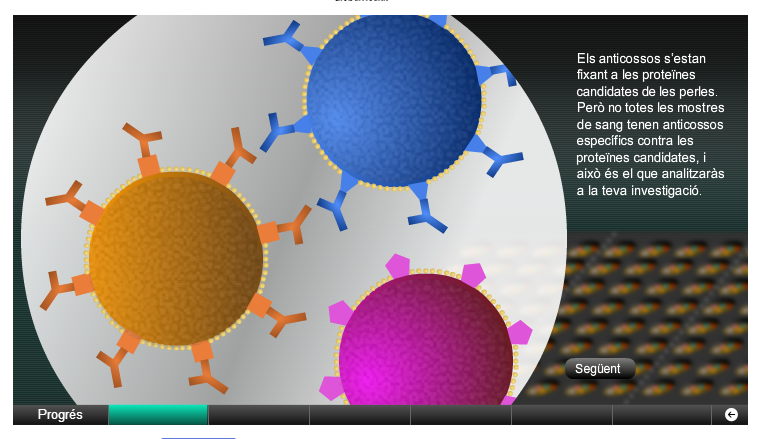 Els anticossos s'estan
fixant a les proteïnes
candidates de les perles.
Però no totes les mostres
de sang tenen anticossos
específics contra les
proteïnes candidates, i
això és el que analitzaràs
a la teva investigació.
Següent
Progrés